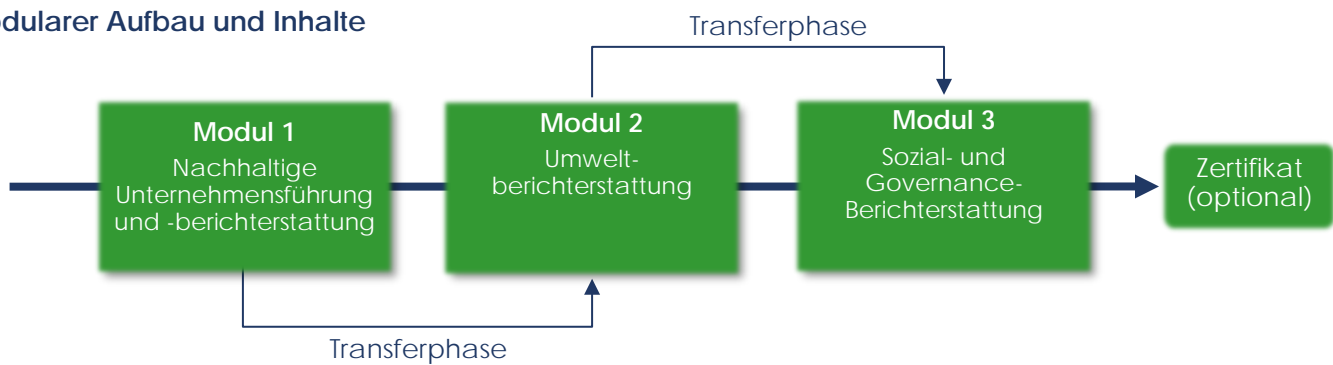 dularer Aufbau und Inhalte
Transferphase
Modul 1
Nachhaltige
Unternehmensführung
und -berichterstattung
Modul 2
Umwelt-
berichterstattung
Modul 3
Sozial- und
Governance-
Berichterstattung
Zertifikat
(optional)
Transferphase